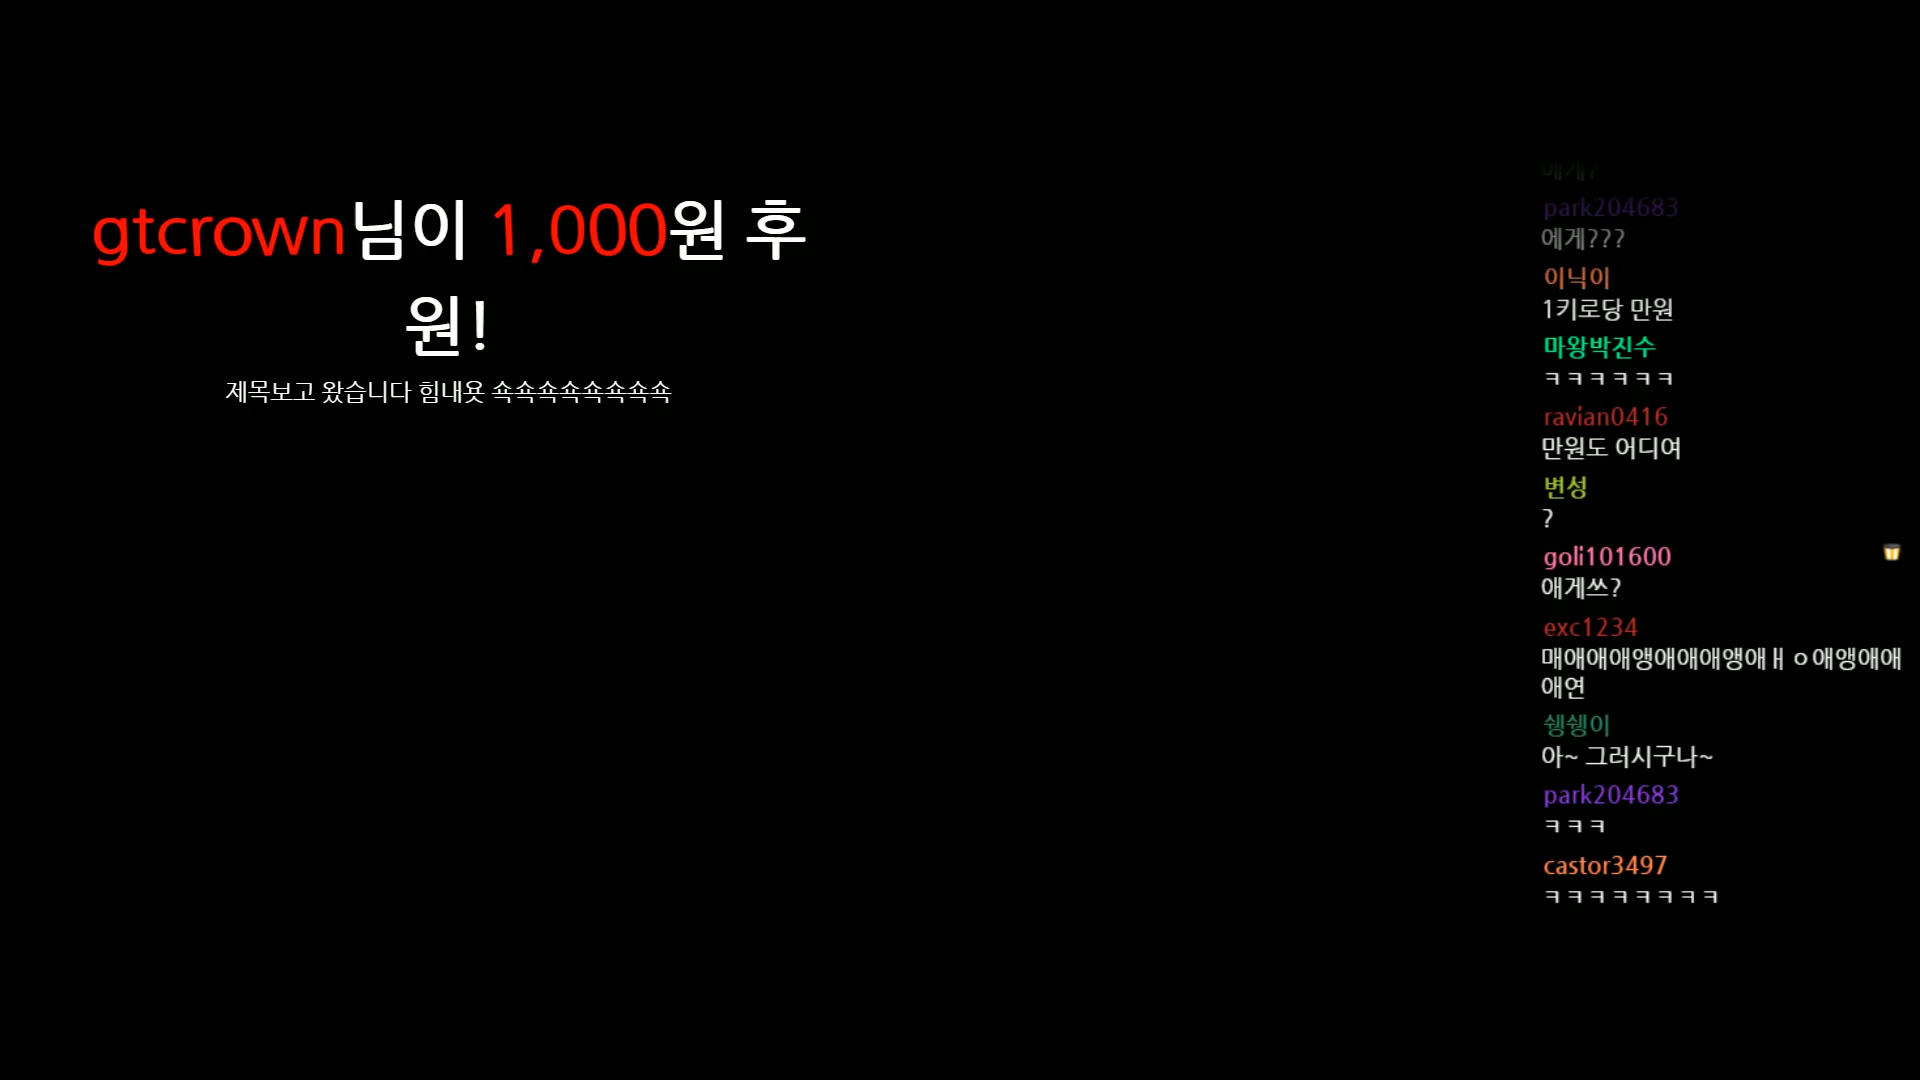 gtcrown님이 1,000원 후
원!
제목보고 왔습니다 힘내욧 쇽쇽쇽쇽쇽쇽쇽쇽
에게?
park204683
에게???
이닉이
1키로당 만원
마왕박진수
ㅋㅋㅋㅋㅋㅋ
ravian0416
만원도 어디여
변성
?
goli101600
애게쓰?
exc1234
매애애애앵애애애앵애ㅐㅇ애앵애애
애연
쉥쉥이
아~ 그러시구나~
park204683
ㅋㅋㅋ
castor3497
ㅋㅋㅋㅋㅋㅋㅋㅋ